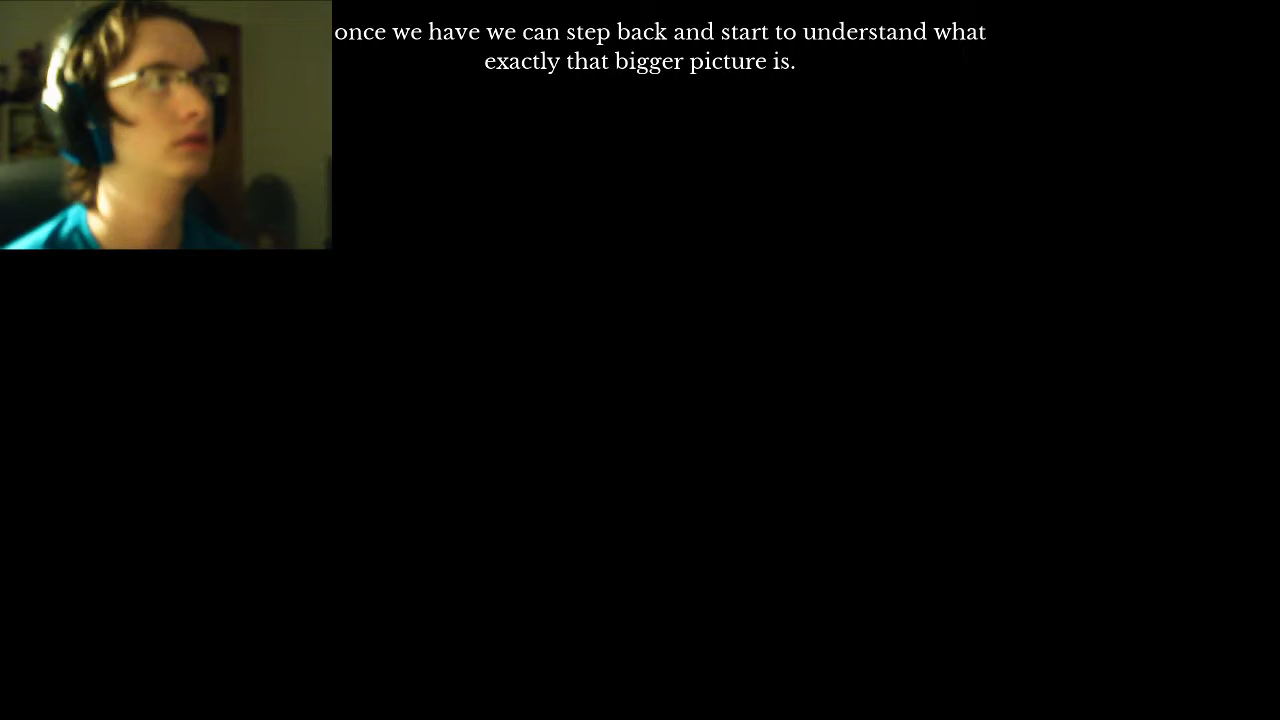 once we have we can step back and start to understand what
exactly that bigger picture is.